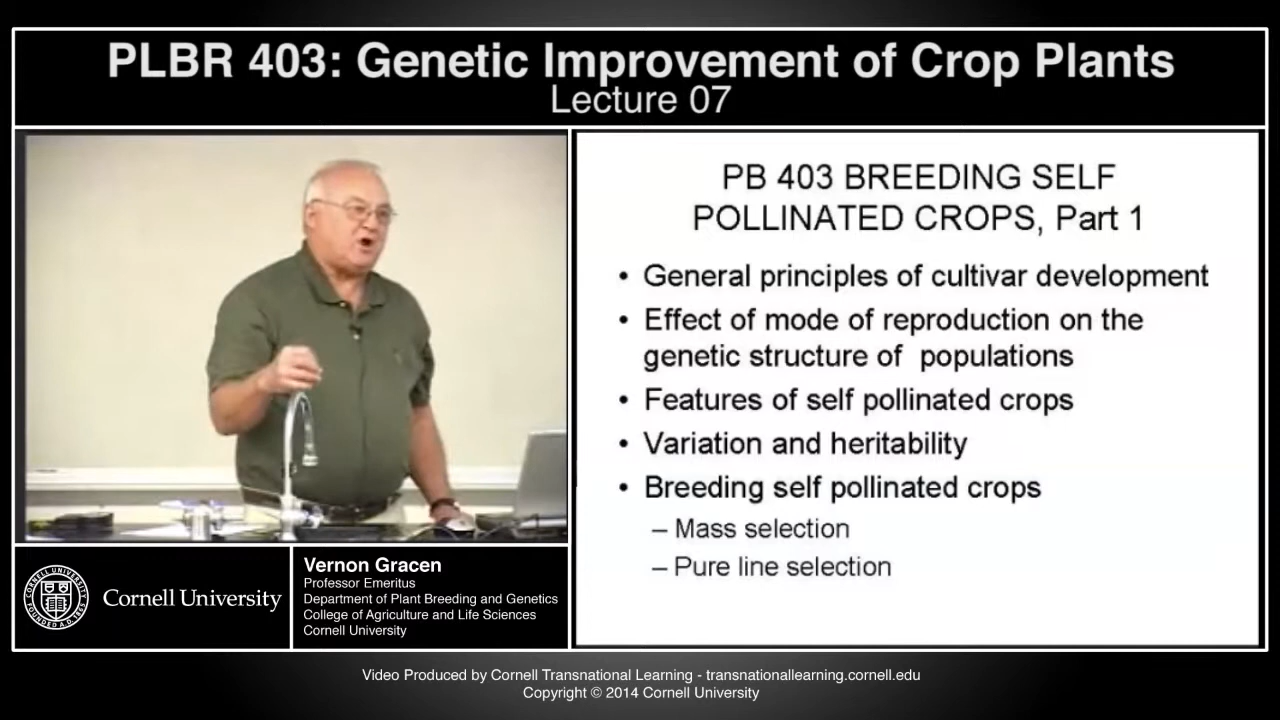 PLBR 403: Genetic Improvement of Crop Plants
Lecture 07
PB 403 BREEDING SELF
POLLINATED CROPS, Part 1
• General principles of cultivar development
• Effect of mode of reproduction on the
genetic structure of  populations
• Features of self pollinated crops
• Variation and heritability
• Breeding self pollinated crops
– Mass selection
– Pure line selection
Cornell University
Vernon Gracen
Professor Emeritus
Department of Plant Breeding and Genetics
College of Agriculture and Life Sciences
Cornell University
Video Produced by Cornell Transnational Learning - transnationallearning.cornell.edu
Copyright © 2014 Cornell University